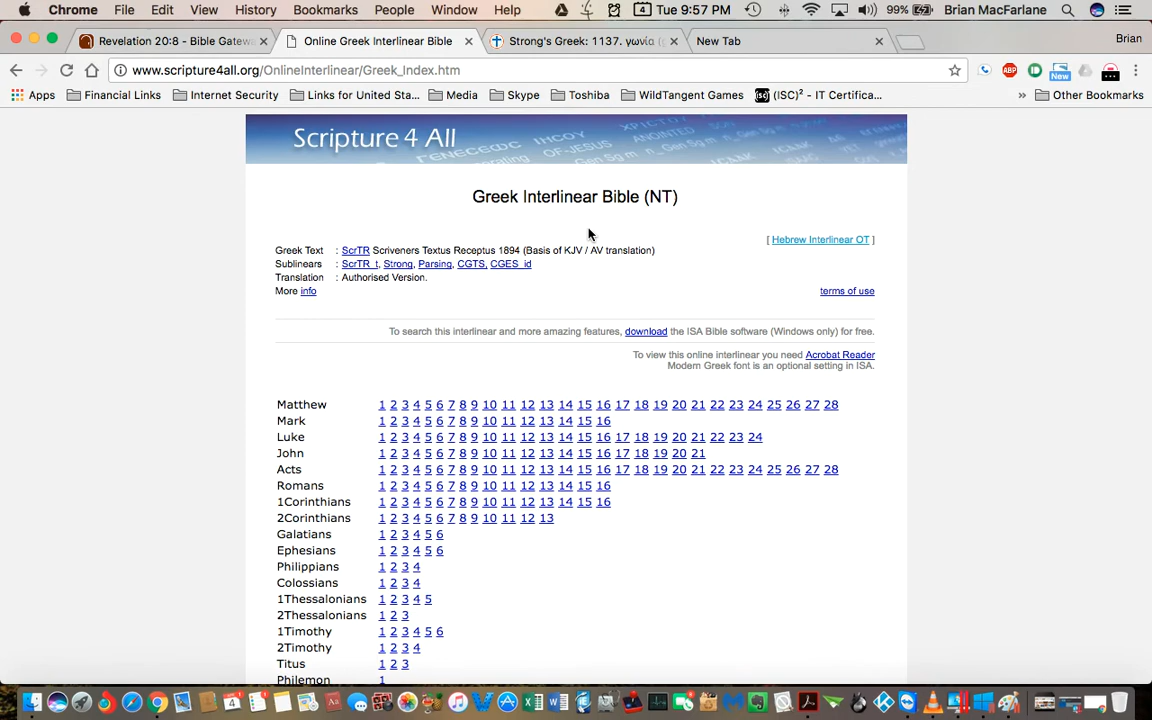 Chrome File Edit View History Bookmarks People Window Help 4 Tue 9:57 PM 99% Brian MacFarlane
Revelation 20:8 - Bible Gatew Online Greek Interlinear Bible Strong's Greek: 1137. γωνία ( New Tab Brian
www.scripture4all.org/OnlineInterlinear/Greek_Index.htm ABP New
Apps Financial Links Internet Security Links for United Sta... Media Skype Toshiba WildTangent Games (ISC)² - IT Certifica... » Other Bookmarks
Scripture 4 All
ANOINTED
OF-JESUS
Greek Interlinear Bible (NT)
[ Hebrew Interlinear OT ]
Greek Text : ScrTR Scriveners Textus Receptus 1894 (Basis of KJV / AV translation)
Sublinears : ScrTR_t, Strong, Parsing, CGTS, CGES_id
Translation : Authorised Version.
More info terms of use
To search this interlinear and more amazing features, download the ISA Bible software (Windows only) for free.
To view this online interlinear you need Acrobat Reader
Modern Greek font is an optional setting in ISA.
Matthew 1 2 3 4 5 6 7 8 9 10 11 12 13 14 15 16 17 18 19 20 21 22 23 24 25 26 27 28
Mark 1 2 3 4 5 6 7 8 9 10 11 12 13 14 15 16
Luke 1 2 3 4 5 6 7 8 9 10 11 12 13 14 15 16 17 18 19 20 21 22 23 24
John 1 2 3 4 5 6 7 8 9 10 11 12 13 14 15 16 17 18 19 20 21
Acts 1 2 3 4 5 6 7 8 9 10 11 12 13 14 15 16 17 18 19 20 21 22 23 24 25 26 27 28
Romans 1 2 3 4 5 6 7 8 9 10 11 12 13 14 15 16
1Corinthians 1 2 3 4 5 6 7 8 9 10 11 12 13 14 15 16
2Corinthians 1 2 3 4 5 6 7 8 9 10 11 12 13
Galatians 1 2 3 4 5 6
Ephesians 1 2 3 4 5 6
Philippians 1 2 3 4
Colossians 1 2 3 4
1Thessalonians 1 2 3 4 5
2Thessalonians 1 2 3
1Timothy 1 2 3 4 5 6
2Timothy 1 2 3 4
Titus 1 2 3
Philemon 1